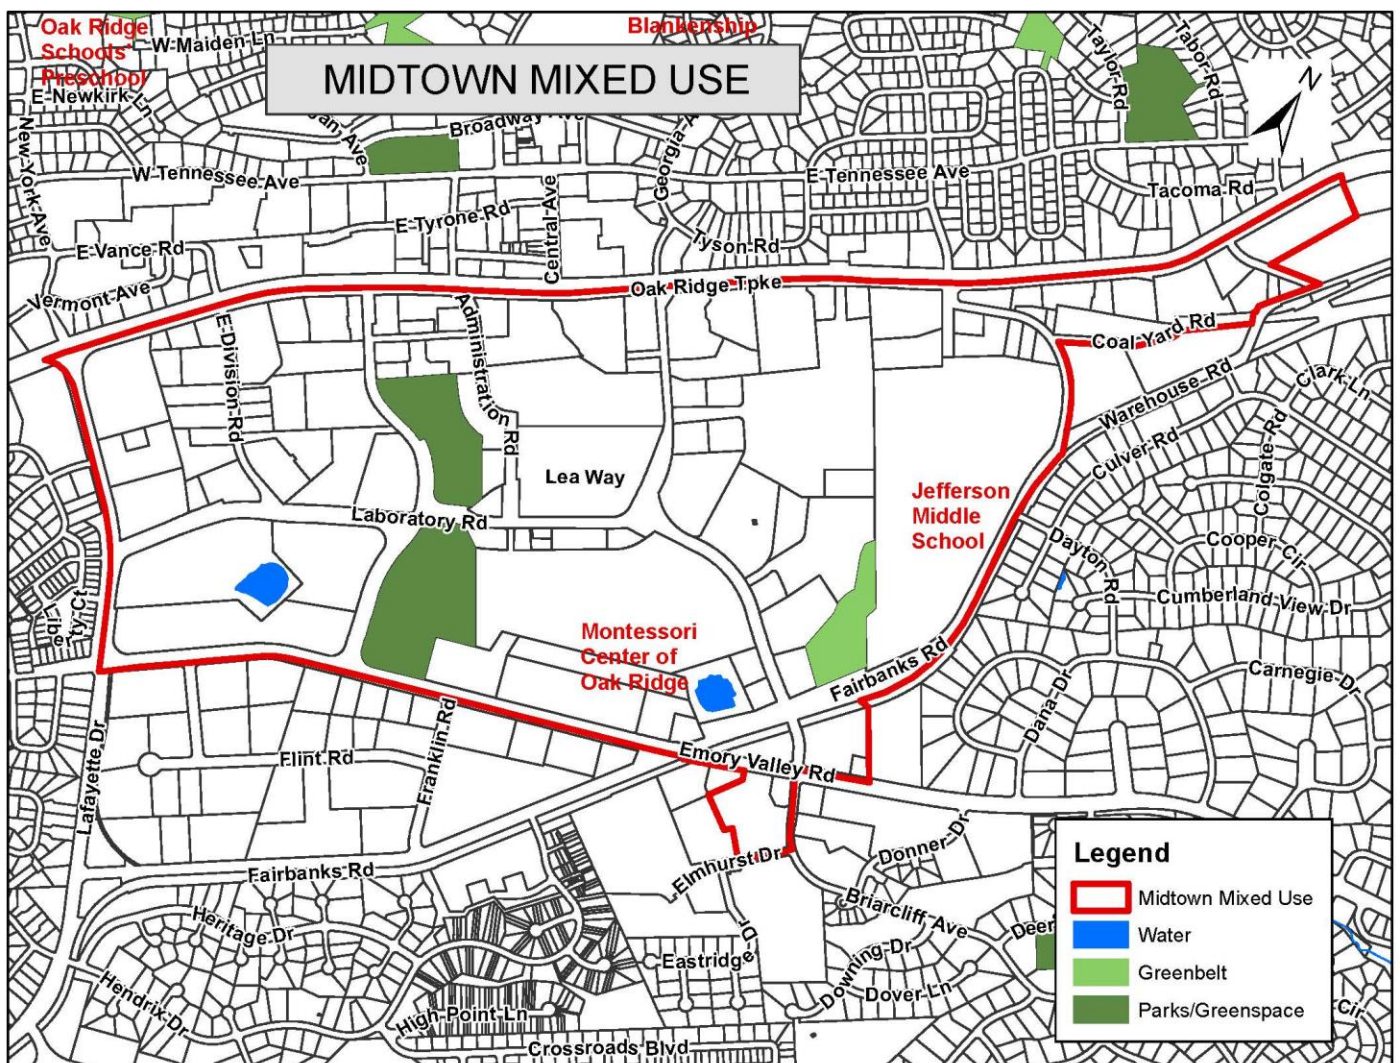 Oak Ridge
Schools'
Preschool
W Maiden Ln
Blankenship
Taylor Rd
Tabor Rd
MIDTOWN MIXED USE
N
E Newkirk Ln
Broadway Ave
New York Ave
W Tennessee Ave
Georgia A
E Tennessee Ave
Tacoma Rd
Central Ave
E Tyrone Rd
E Vance Rd
Tyson Rd
Vermont Ave
Oak Ridge Tpke
Administration Rd
E Division Rd
Coal Yard Rd
Warehouse Rd
Clark Ln
Culver Rd
Colgate Rd
Lea Way
Jefferson
Middle
School
Laboratory Rd
Dayton Rd
Cooper Cir
Cumberland View Dr
Liberty Ct
Montessori
Center of
Oak Ridge
Fairbanks Rd
Carnegie Dr
Dana Dr
Lafayette Dr
Flint Rd
Franklin Rd
Emory Valley Rd
Fairbanks Rd
Elmhurst Dr
Donner Dr
Briarcliff Ave
Deer
Heritage Dr
Eastridge
Downing Dr
Dover Ln
Hendrix Dr
High Point Ln
Crossroads Blvd
Cir
Legend
Midtown Mixed Use
Water
Greenbelt
Parks/Greenspace